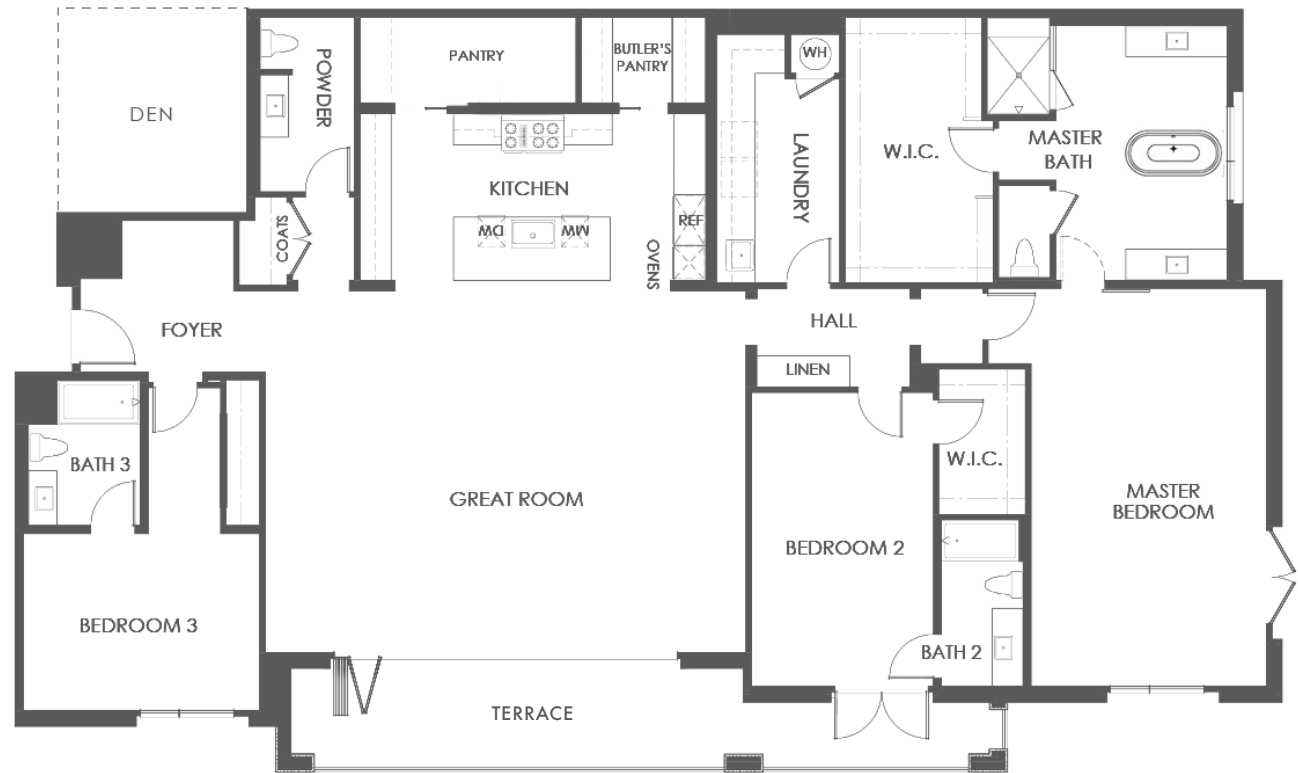 DEN
POWDER
PANTRY
BUTLER'S
PANTRY
WH
COATS
KITCHEN
DW
MW
REF
OVENS
LAUNDRY
W.I.C.
MASTER
BATH
FOYER
HALL
LINEN
BATH 3
GREAT ROOM
BEDROOM 2
W.I.C.
MASTER
BEDROOM
BEDROOM 3
BATH 2
TERRACE